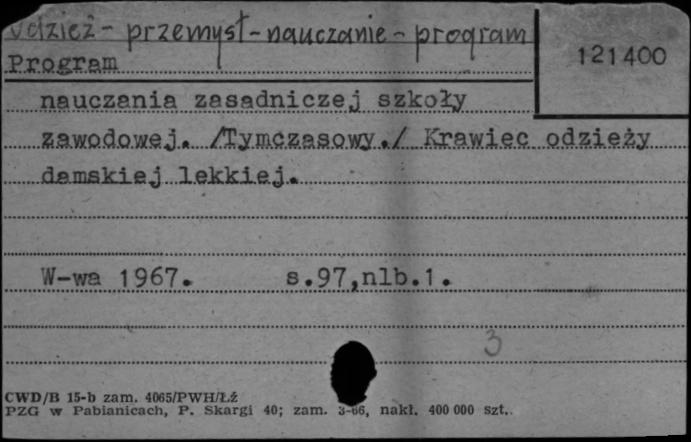 Odzież - przemysł - nauczanie - program
121400
Program
nauczania zasadniczej szkoły
zawodowej. /Tymczasowy./ Krawiec odzieży
damskiej lekkiej.
W-wa 1967. s.97,nlb.1.
3
CWD/B 15-b zam. 4065/PWH/Łź
PZG w Pabianicach, P. Skargi 40; zam. 3-66, nakł. 400 000 szt.